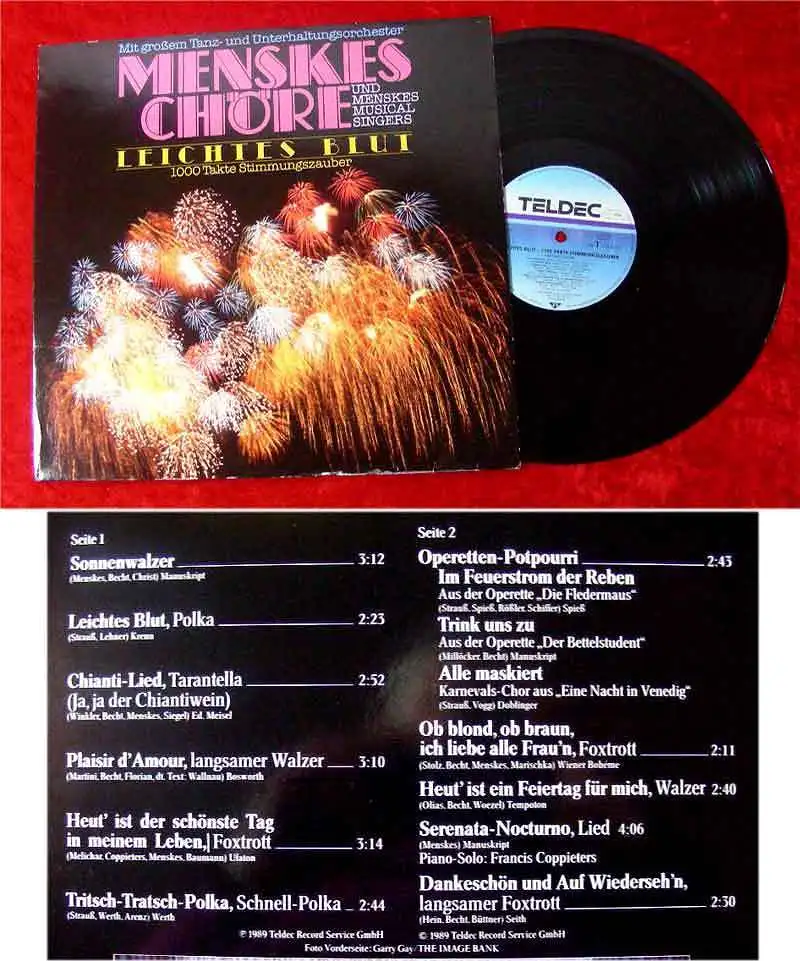 Mit großem Tanz- und Unterhaltungsorchester
MENSKES
CHÖRE
UND
MENSKES
MUSICAL
SINGERS
LEICHTES BLUT
1000 Takte Stimmungszauber
TELDEC
Seite 1
Sonnenwalzer 3:12
(Menskes, Becht, Christ) Manuskript
Leichtes Blut, Polka 2:23
(Strauß, Lehner) Krenn
Chianti-Lied, Tarantella 2:52
(Ja, ja der Chiantiwein)
(Winkler, Becht, Menskes, Siegel) Ed. Meisel
Plaisir d'Amour, langsamer Walzer 3:10
(Martini, Becht, Florian, dt. Text: Wallnau) Bosworth
Heut' ist der schönste Tag
in meinem Leben, Foxtrott 3:14
(Melichar, Coppieters, Menskes, Baumann) Ufaton
Tritsch-Tratsch-Polka, Schnell-Polka 2:44
(Strauß, Werth, Arenz) Werth
℗ 1989 Teldec Record Service GmbH
Seite 2
Operetten-Potpourri 2:43
Im Feuerstrom der Reben
Aus der Operette „Die Fledermaus"
(Strauß, Spieß, Rößler, Schiffer) Spieß
Trink uns zu
Aus der Operette „Der Bettelstudent"
(Millöcker, Becht) Manuskript
Alle maskiert
Karnevals-Chor aus „Eine Nacht in Venedig"
(Strauß, Vogg) Doblinger
Ob blond, ob braun,
ich liebe alle Frau'n, Foxtrott 2:11
(Stolz, Becht, Menskes, Marischka) Wiener Bohème
Heut' ist ein Feiertag für mich, Walzer 2:40
(Olias, Becht, Woezel) Tempoton
Serenata-Nocturno, Lied 4:06
(Menskes) Manuskript
Piano-Solo: Francis Coppieters
Dankeschön und Auf Wiederseh'n,
langsamer Foxtrott 2:30
(Hein, Becht, Büttner) Seith
© 1989 Teldec Record Service GmbH
Foto Vorderseite: Garry Gay/THE IMAGE BANK